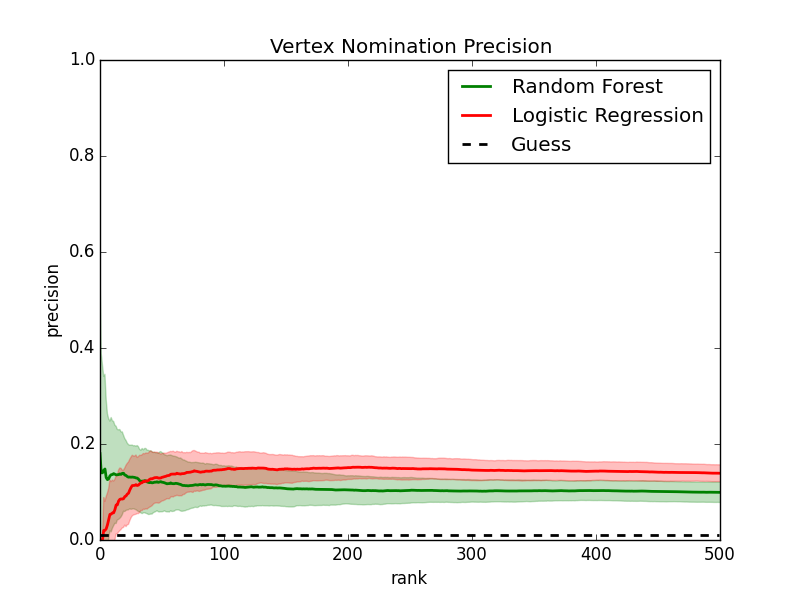 Vertex Nomination Precision
1.0
0.8
0.6
0.4
0.2
0.0
precision
Random Forest
Logistic Regression
Guess
0 100 200 300 400 500
rank